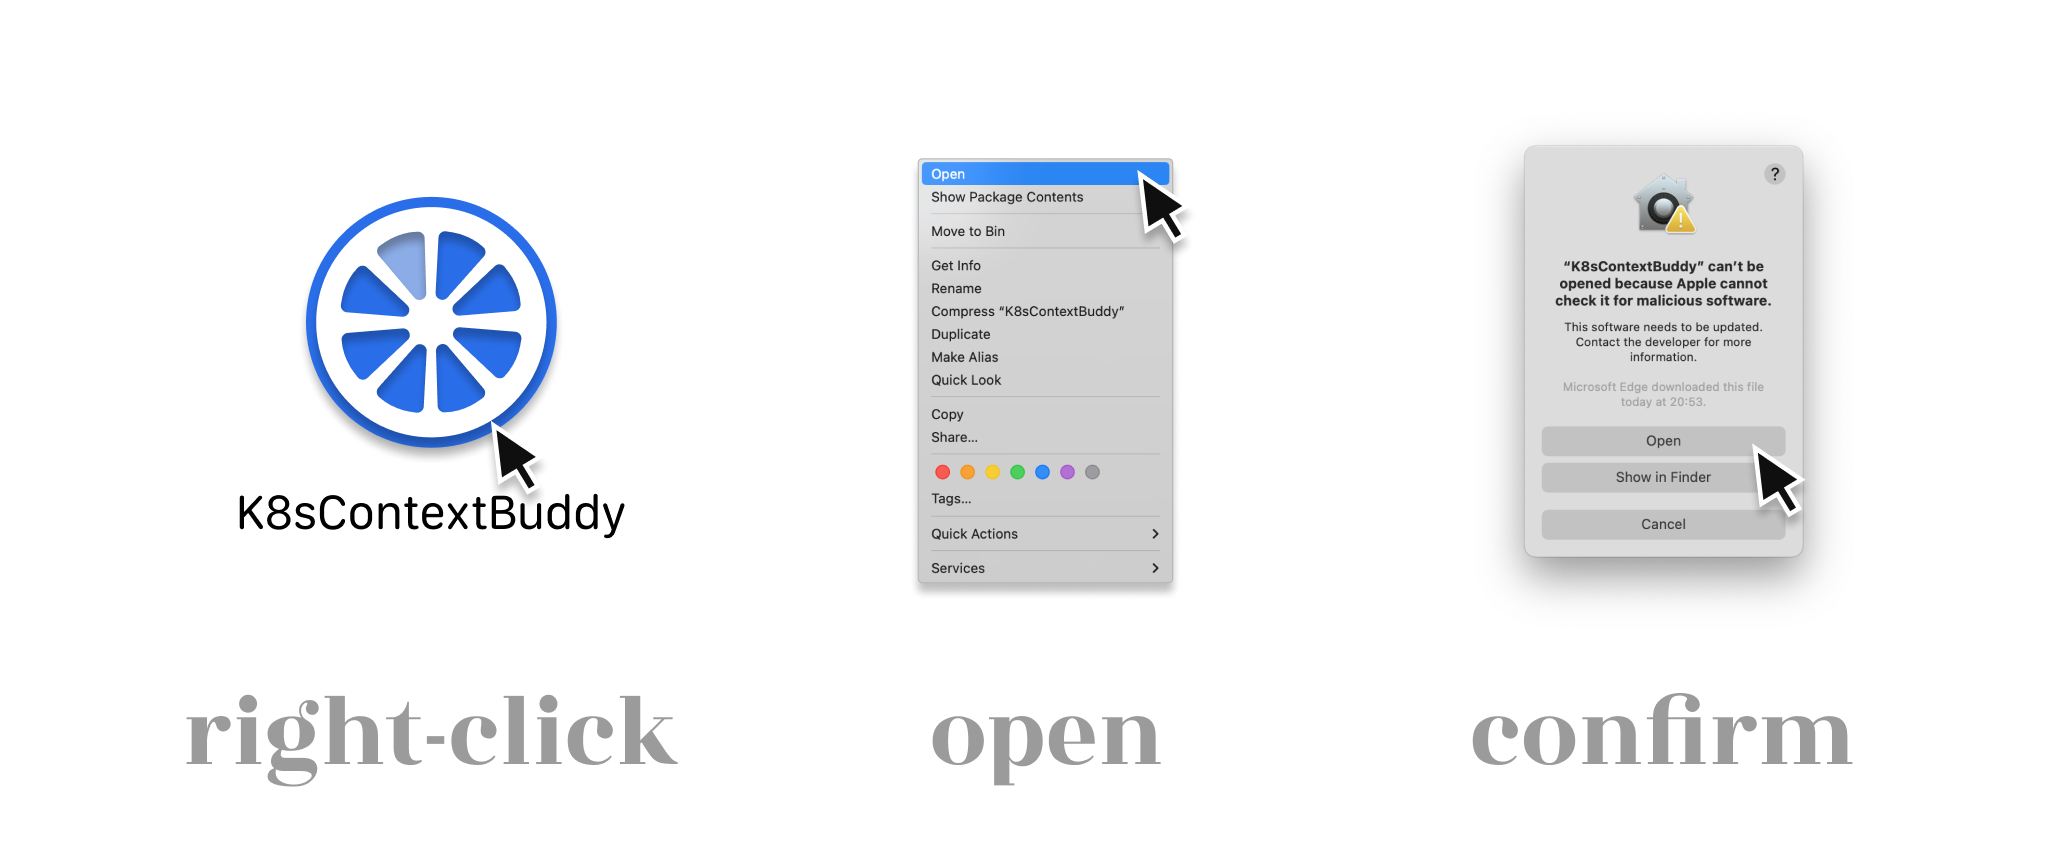 K8sContextBuddy
right-click
Open
Show Package Contents
Move to Bin
Get Info
Rename
Compress “K8sContextBuddy”
Duplicate
Make Alias
Quick Look
Copy
Share...
Tags...
Quick Actions
Services
open
?
“K8sContextBuddy” can’t be
opened because Apple cannot
check it for malicious software.
This software needs to be updated.
Contact the developer for more
information.
Microsoft Edge downloaded this file
today at 20:53.
Open
Show in Finder
Cancel
confirm